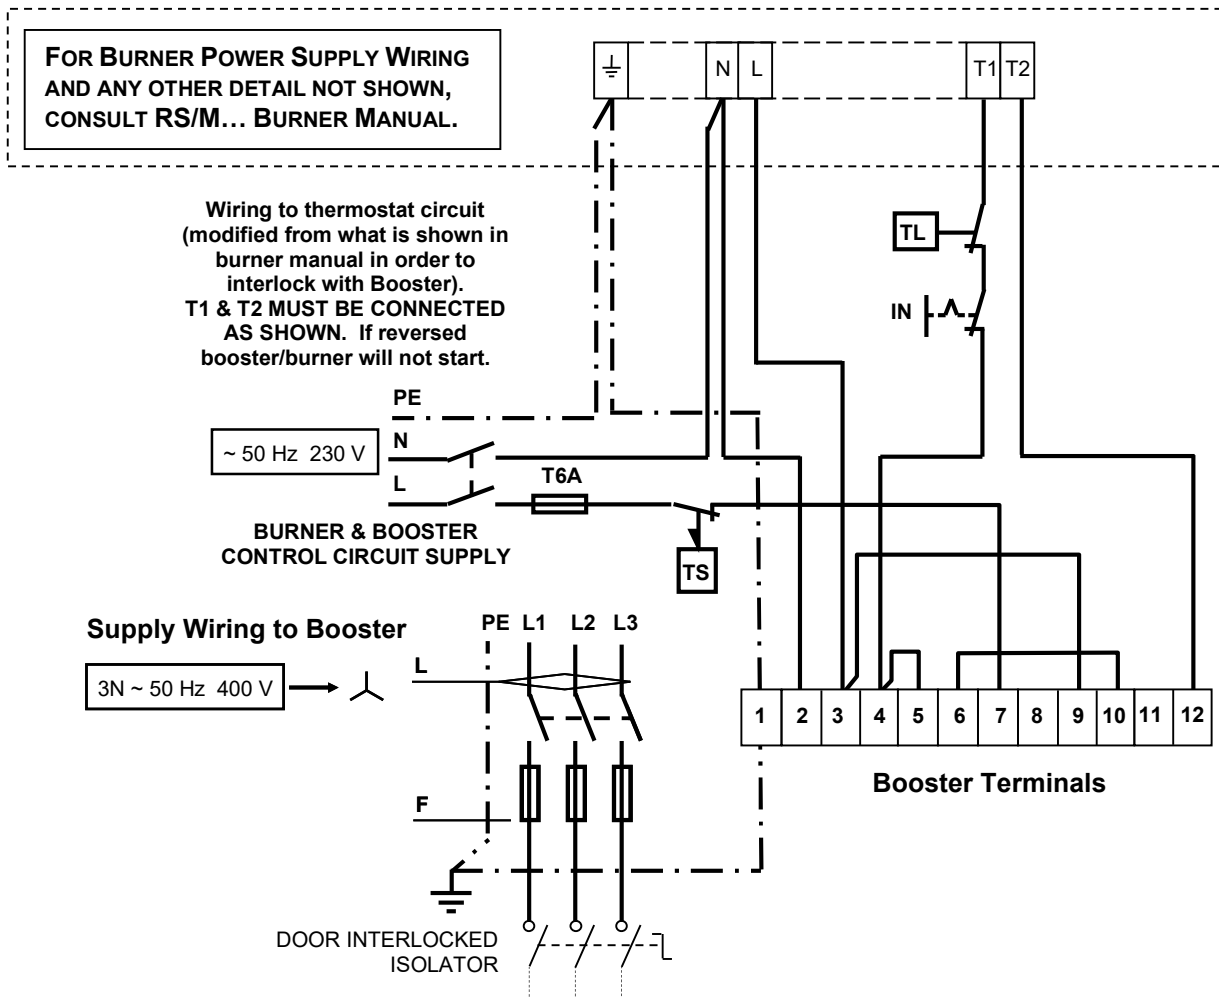 FOR BURNER POWER SUPPLY WIRING
AND ANY OTHER DETAIL NOT SHOWN,
CONSULT RS/M… BURNER MANUAL.
N L
T1 T2
Wiring to thermostat circuit
(modified from what is shown in
burner manual in order to
interlock with Booster).
T1 & T2 MUST BE CONNECTED
AS SHOWN. If reversed
booster/burner will not start.
TL
IN
PE
N
~ 50 Hz 230 V
L
T6A
BURNER & BOOSTER
CONTROL CIRCUIT SUPPLY
TS
Supply Wiring to Booster
PE L1 L2 L3
L
3N ~ 50 Hz 400 V
1 2 3 4 5 6 7 8 9 10 11 12
Booster Terminals
F
DOOR INTERLOCKED
ISOLATOR